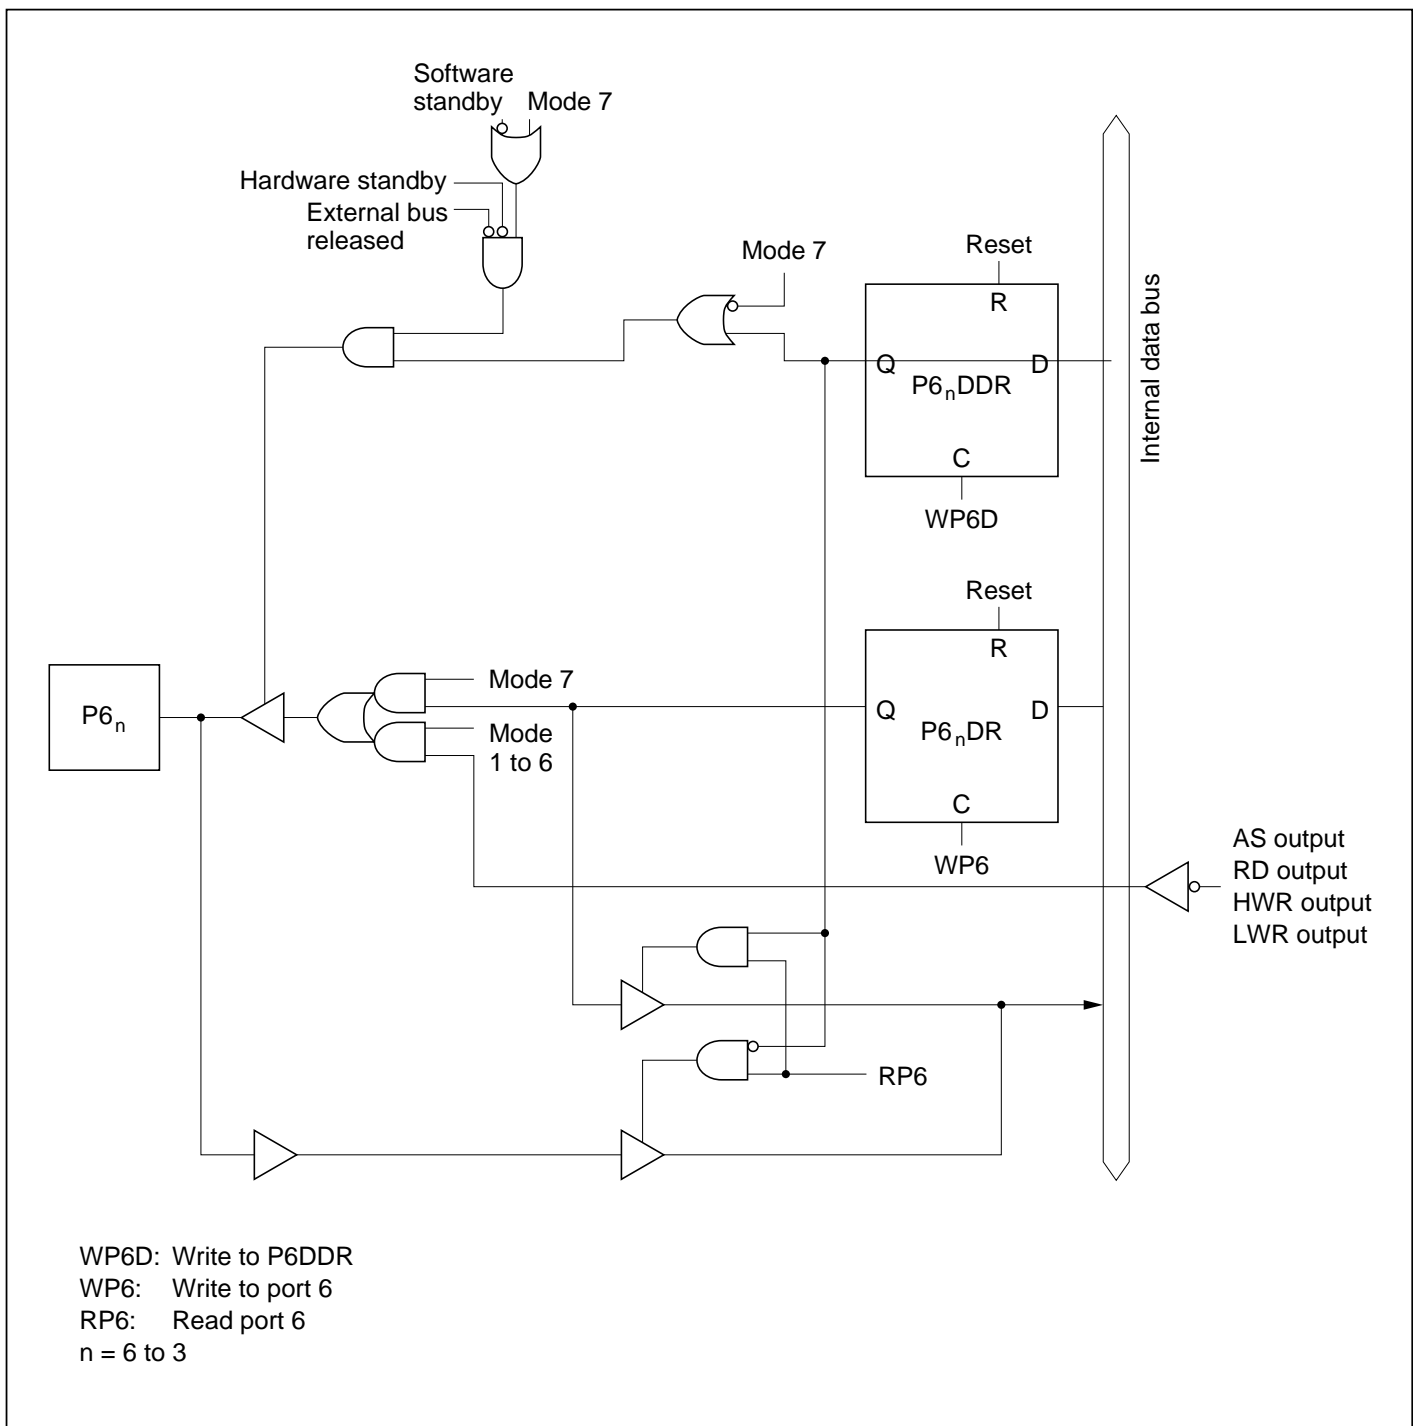 Software
standby Mode 7
Hardware standby
External bus
released
Mode 7
Reset
R
Q
D
P6nDDR
C
WP6D
Internal data bus
Reset
R
Mode 7
P6n
Q
D
P6nDR
Mode
1 to 6
C
WP6
AS output
RD output
HWR output
LWR output
RP6
WP6D: Write to P6DDR
WP6: Write to port 6
RP6: Read port 6
n = 6 to 3